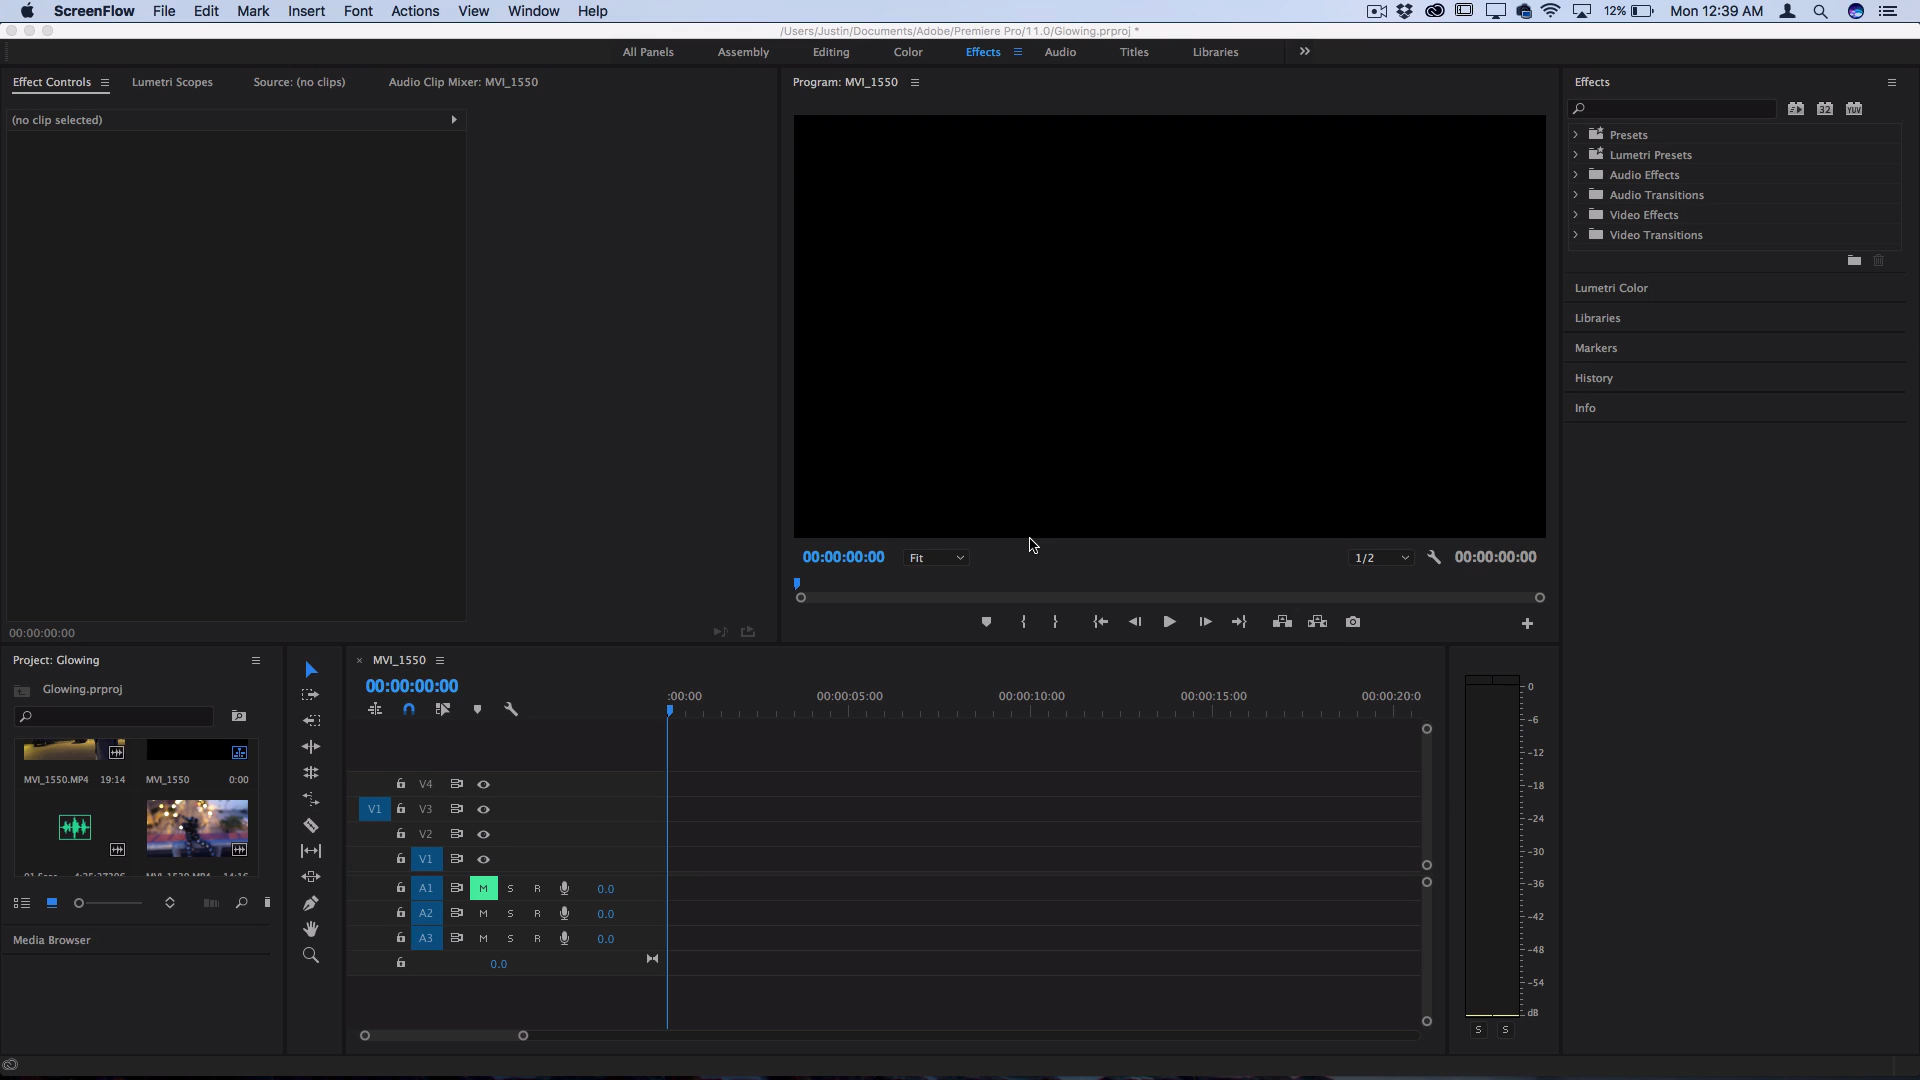 ScreenFlow File Edit Mark Insert Font Actions View Window Help 12% Mon 12:39 AM
/Users/Justin/Documents/Adobe/Premiere Pro/11.0/Glowing.prproj *
All Panels Assembly Editing Color Effects Audio Titles Libraries
Effect Controls Lumetri Scopes Source: (no clips) Audio Clip Mixer: MVI_1550
(no clip selected)
00:00:00:00
Program: MVI_1550
00:00:00:00 Fit 1/2 00:00:00:00
Effects
32 YUV
Presets
Lumetri Presets
Audio Effects
Audio Transitions
Video Effects
Video Transitions
Lumetri Color
Libraries
Markers
History
Info
Project: Glowing
Glowing.prproj
MVI_1550.MP4 19:14 MVI_1550 0:00
Media Browser
MVI_1550
00:00:00:00
:00:00 00:00:05:00 00:00:10:00 00:00:15:00 00:00:20:0
V4
V1 V3
V2
V1
A1 M S R 0.0
A2 M S R 0.0
A3 M S R 0.0
0.0
0
-6
-12
-18
-24
-30
-36
-42
-48
-54
dB
S S